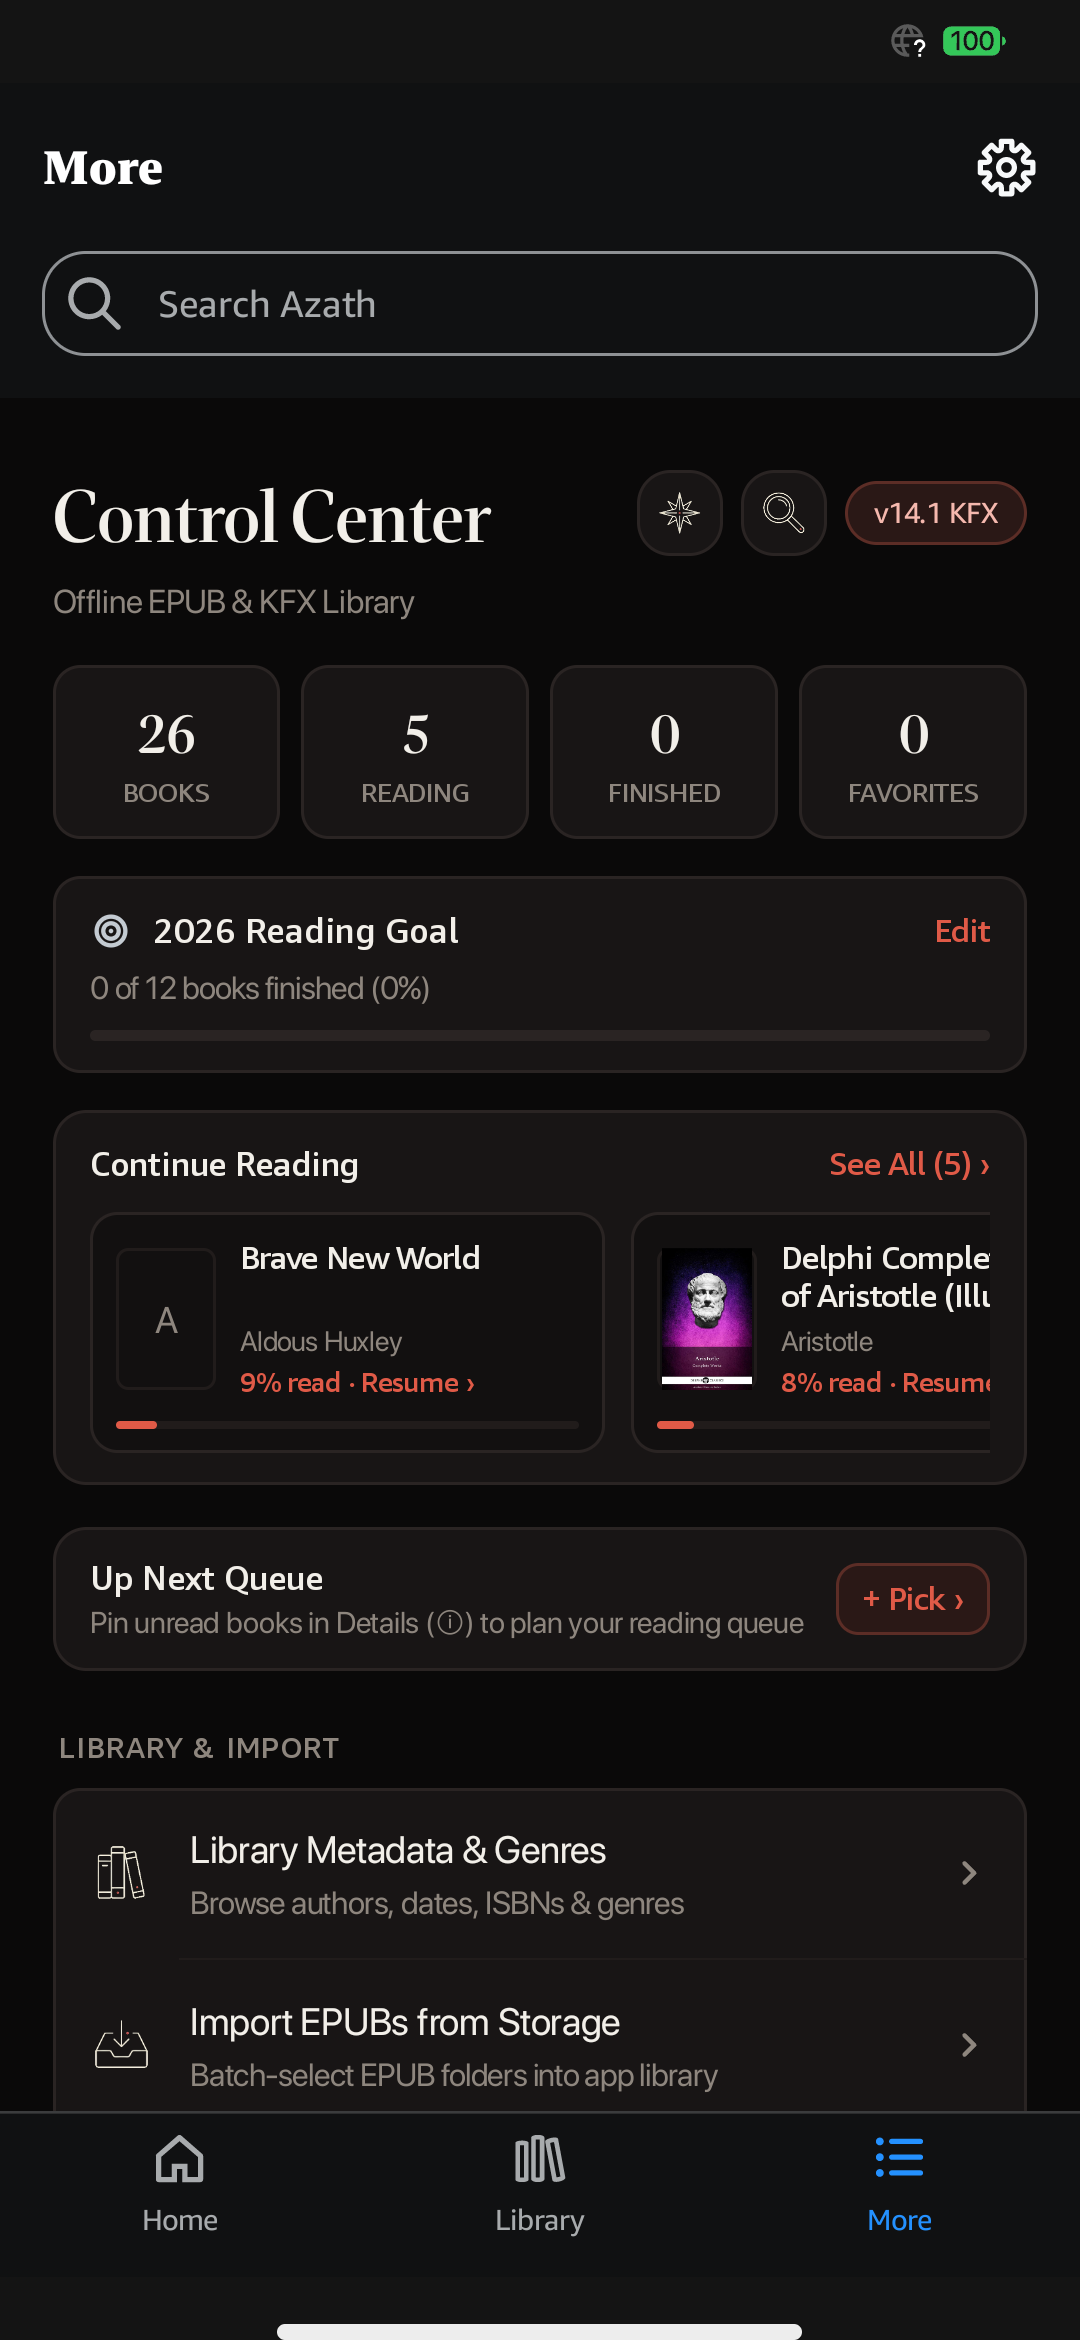 100
More
Search Azath
Control Center
v14.1 KFX
Offline EPUB & KFX Library
26
BOOKS
5
READING
0
FINISHED
0
FAVORITES
2026 Reading Goal
Edit
0 of 12 books finished (0%)
Continue Reading
See All (5) ›
A
Brave New World
Aldous Huxley
9% read · Resume ›
Aristotle
Delphi Comple
of Aristotle (Illu
Aristotle
8% read · Resume
Up Next Queue
Pin unread books in Details (ⓘ) to plan your reading queue
+ Pick ›
LIBRARY & IMPORT
Library Metadata & Genres
Browse authors, dates, ISBNs & genres
Import EPUBs from Storage
Batch-select EPUB folders into app library
Home
Library
More